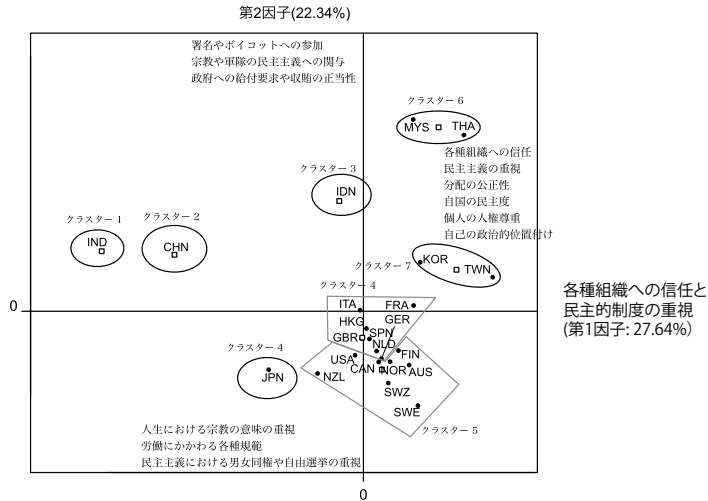 第2因子(22.34%)
署名やボイコットへの参加
宗教や軍隊の民主主義への関与
政府への給付要求や収賄の正当性
クラスター 6
MYS
THA
各種組織への信任
民主主義の重視
分配の公正性
自国の民主度
個人の人権尊重
自己の政治的位置付け
クラスター 3
IDN
クラスター 1
IND
クラスター 2
CHN
クラスター 7
KOR
TWN
クラスター 4
ITA
FRA
HKG
GER
GBR
SPN
NLD
USA
CAN
NOR
FIN
AUS
NZL
SWZ
SWE
クラスター 5
0
各種組織への信任と
民主的制度の重視
(第1因子: 27.64%)
クラスター 4
JPN
人生における宗教の意味の重視
労働にかかわる各種規範
民主主義における男女同権や自由選挙の重視
0